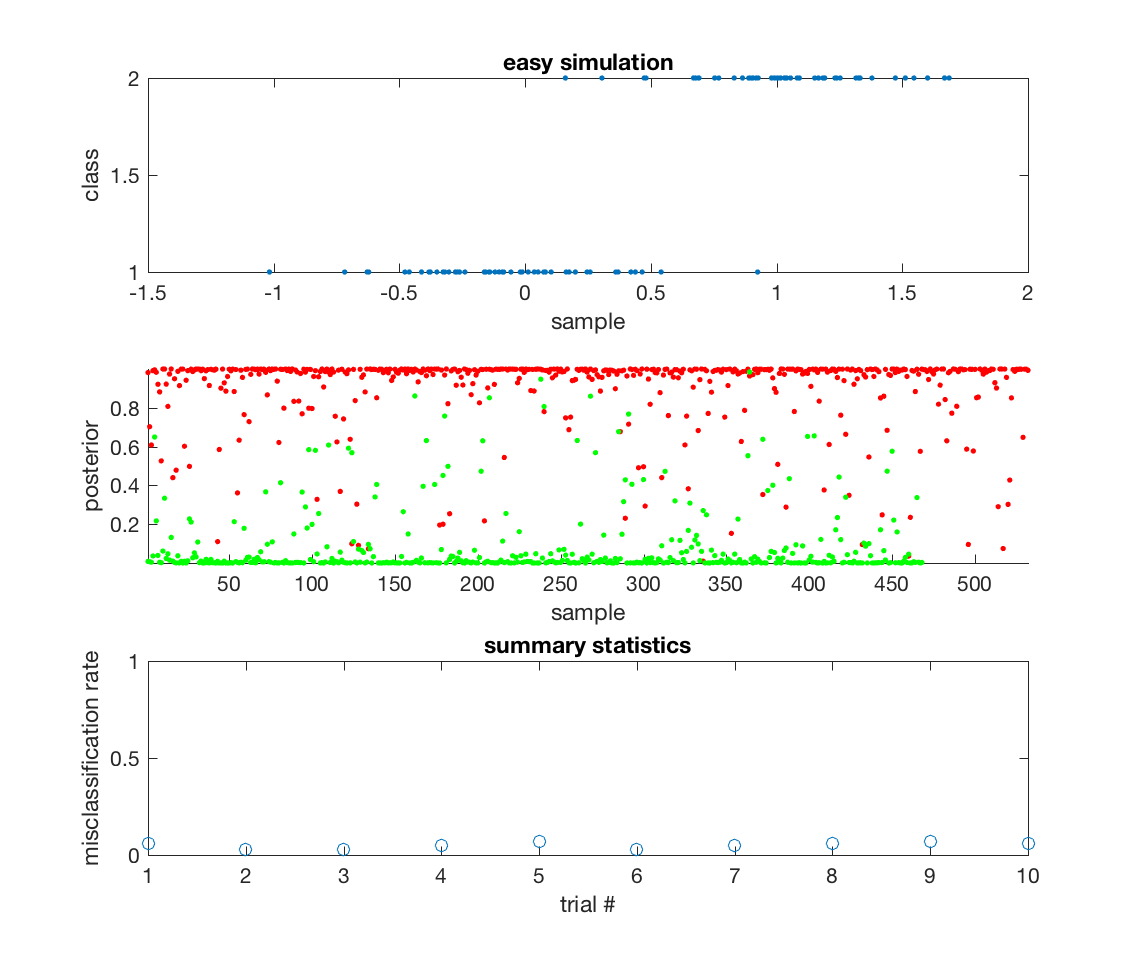 easy simulation
2
1.5
1
class
-1.5 -1 -0.5 0 0.5 1 1.5 2
sample
0.8
0.6
0.4
0.2
posterior
50 100 150 200 250 300 350 400 450 500
sample
summary statistics
1
0.5
0
misclassification rate
1 2 3 4 5 6 7 8 9 10
trial #